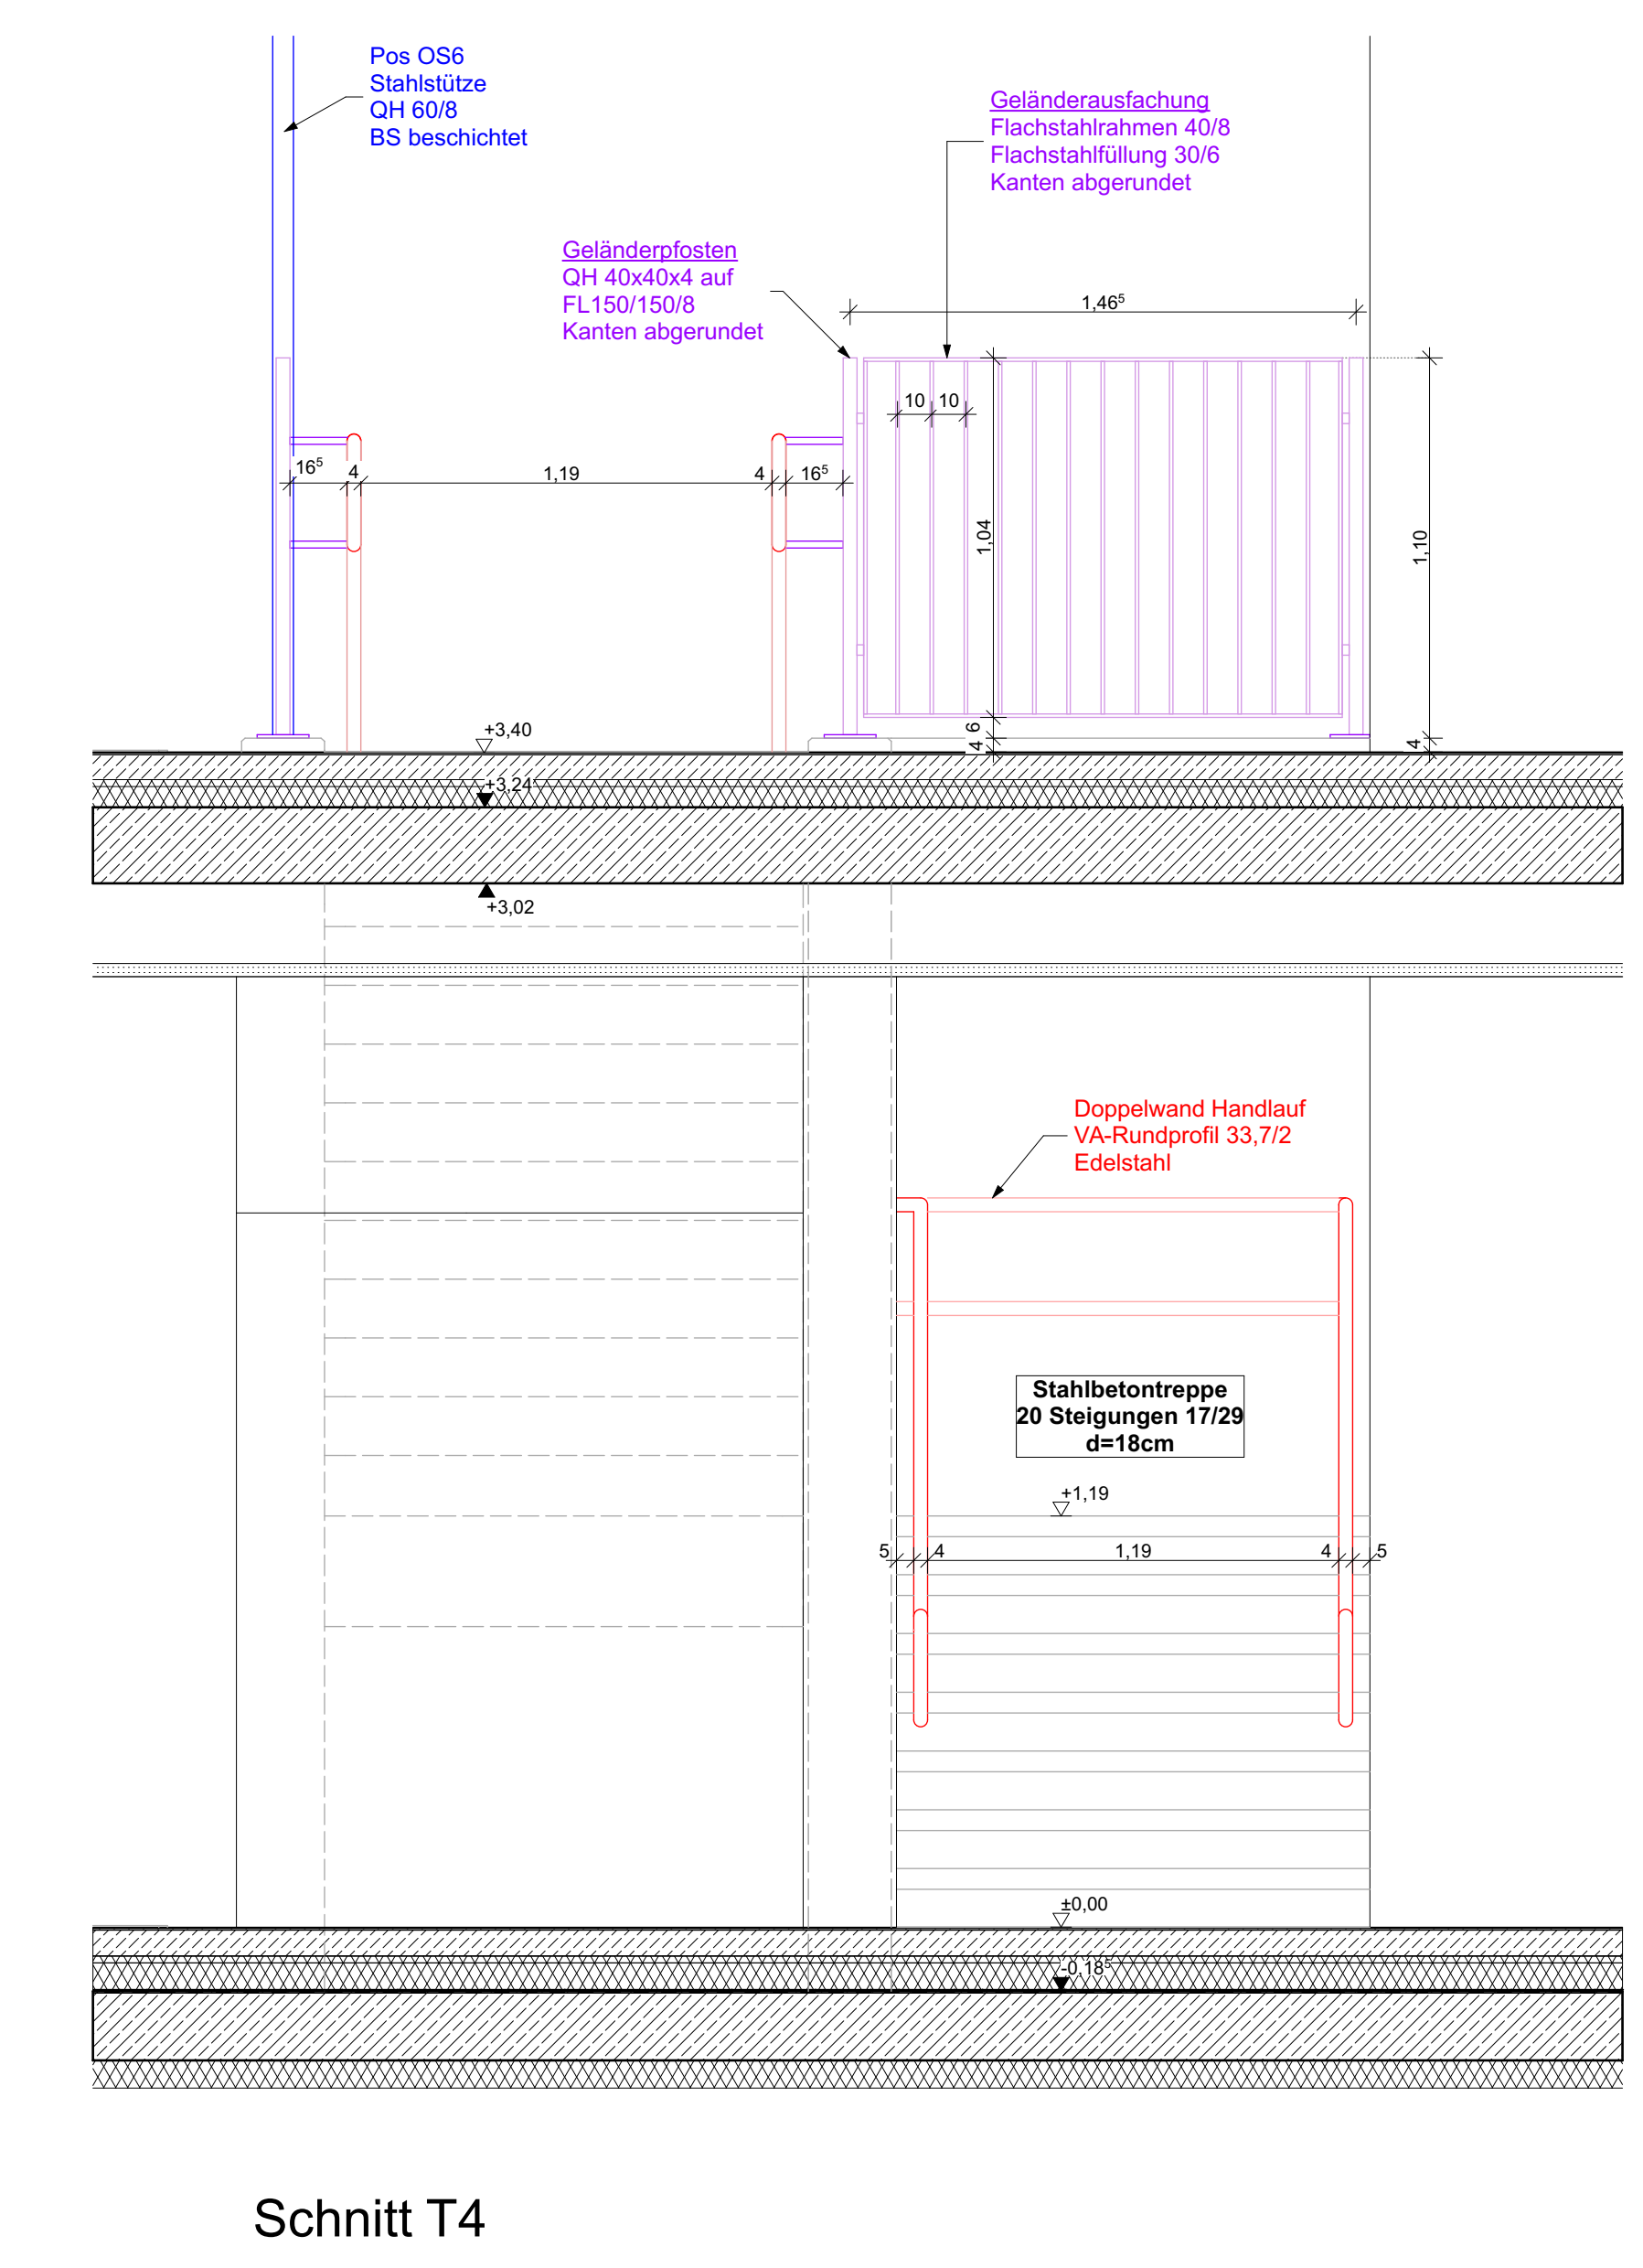 Pos OS6
Stahlstütze
QH 60/8
BS beschichtet
Geländerausfachung
Flachstahlrahmen 40/8
Flachstahlfüllung 30/6
Kanten abgerundet
Geländerpfosten
QH 40x40x4 auf
FL150/150/8
Kanten abgerundet
1,46⁵
10 10
16⁵ 4 1,19 4 16⁵
1,04
1,10
6
4
4
+3,40
+3,24
+3,02
Doppelwand Handlauf
VA-Rundprofil 33,7/2
Edelstahl
Stahlbetontreppe
20 Steigungen 17/29
d=18cm
+1,19
5 4 1,19 4 5
±0,00
-0,18⁵
Schnitt T4